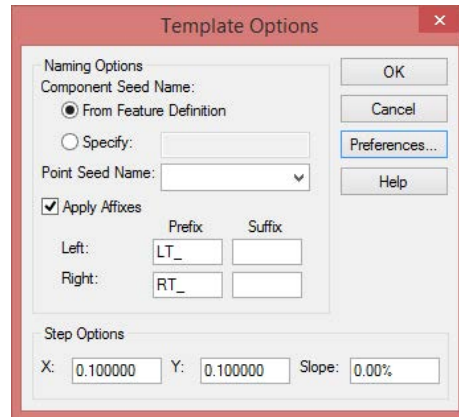 Template Options
Naming Options
Component Seed Name:
From Feature Definition
Specify:
Point Seed Name:
Apply Affixes
Prefix Suffix
Left: LT_
Right: RT_
OK
Cancel
Preferences...
Help
Step Options
X: 0.100000 Y: 0.100000 Slope: 0.00%